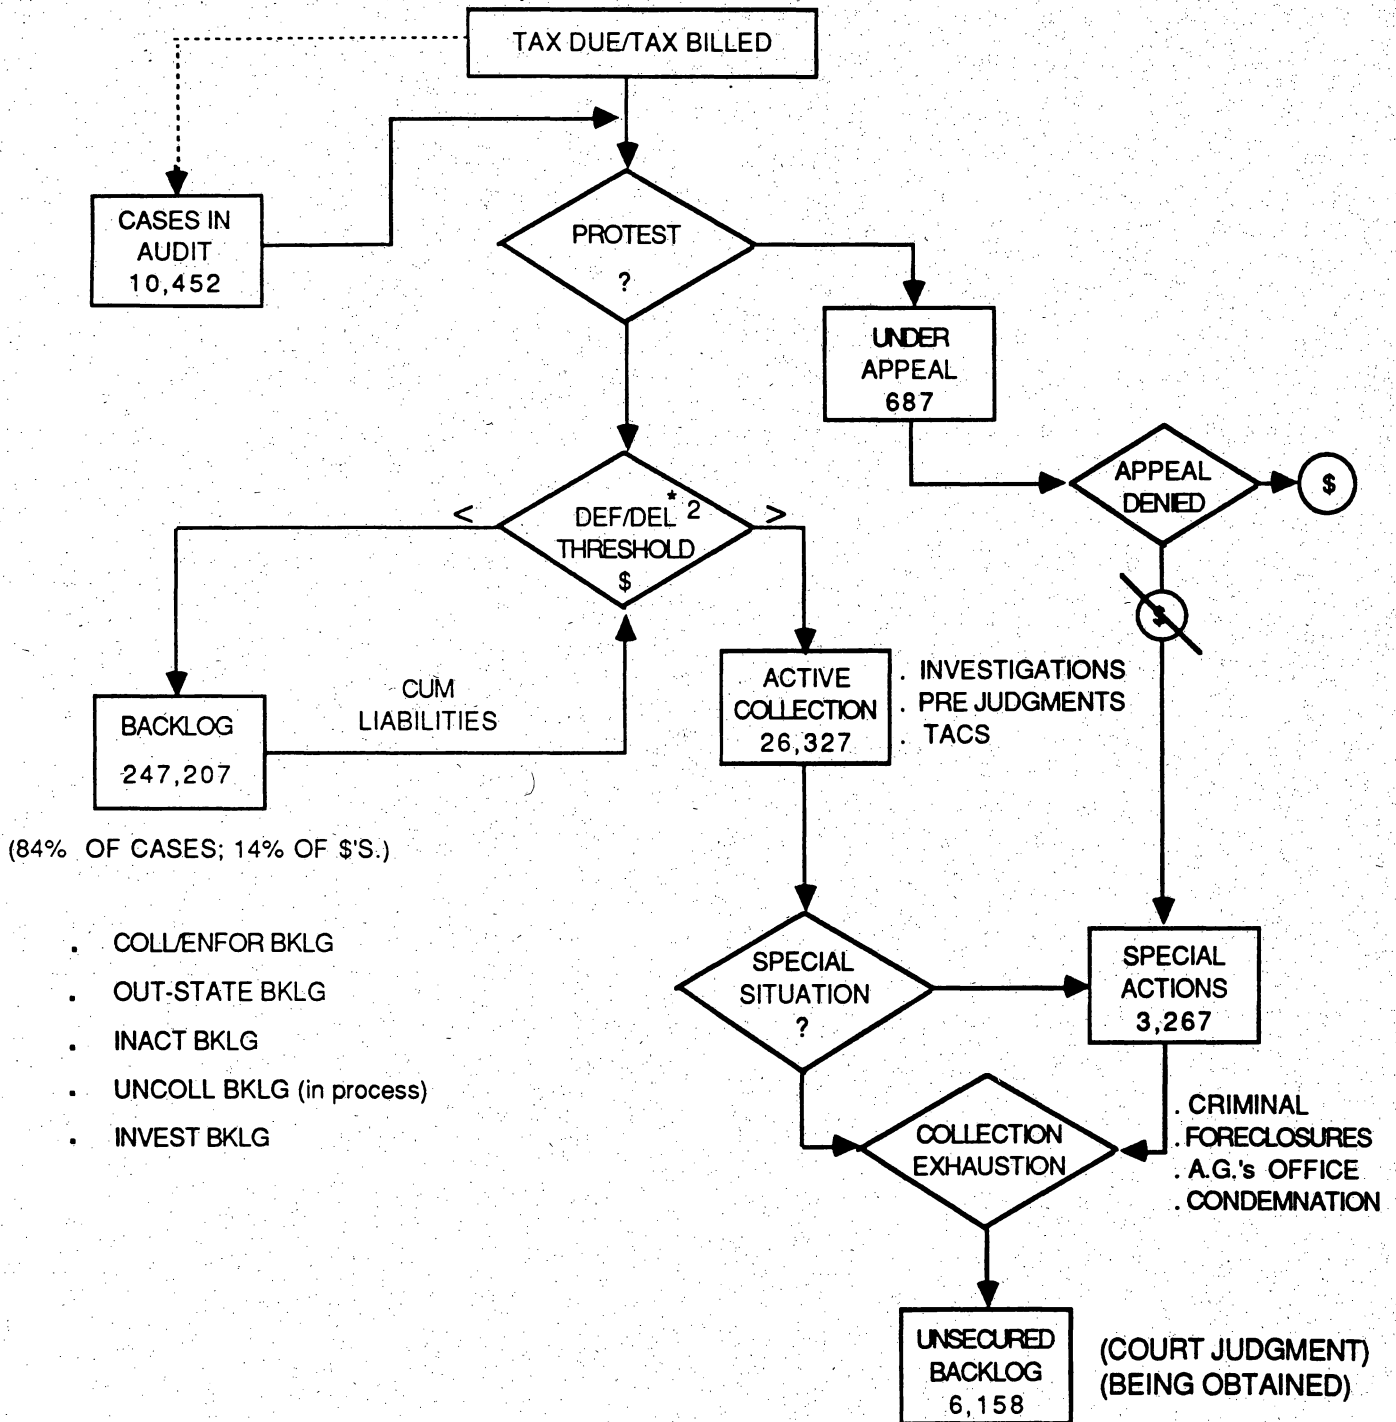 TAX DUE/TAX BILLED
CASES IN
AUDIT
10,452
PROTEST
?
UNDER
APPEAL
687
APPEAL
DENIED
$
$
< DEF/DEL * 2 >
THRESHOLD
$
BACKLOG
247,207
CUM
LIABILITIES
(84% OF CASES; 14% OF $'S.)
. COLL/ENFOR BKLG
. OUT-STATE BKLG
. INACT BKLG
. UNCOLL BKLG (in process)
. INVEST BKLG
ACTIVE
COLLECTION
26,327
. INVESTIGATIONS
. PRE JUDGMENTS
. TACS
SPECIAL
SITUATION
?
SPECIAL
ACTIONS
3,267
. CRIMINAL
. FORECLOSURES
. A.G.'s OFFICE
. CONDEMNATION
COLLECTION
EXHAUSTION
UNSECURED
BACKLOG
6,158
(COURT JUDGMENT)
(BEING OBTAINED)